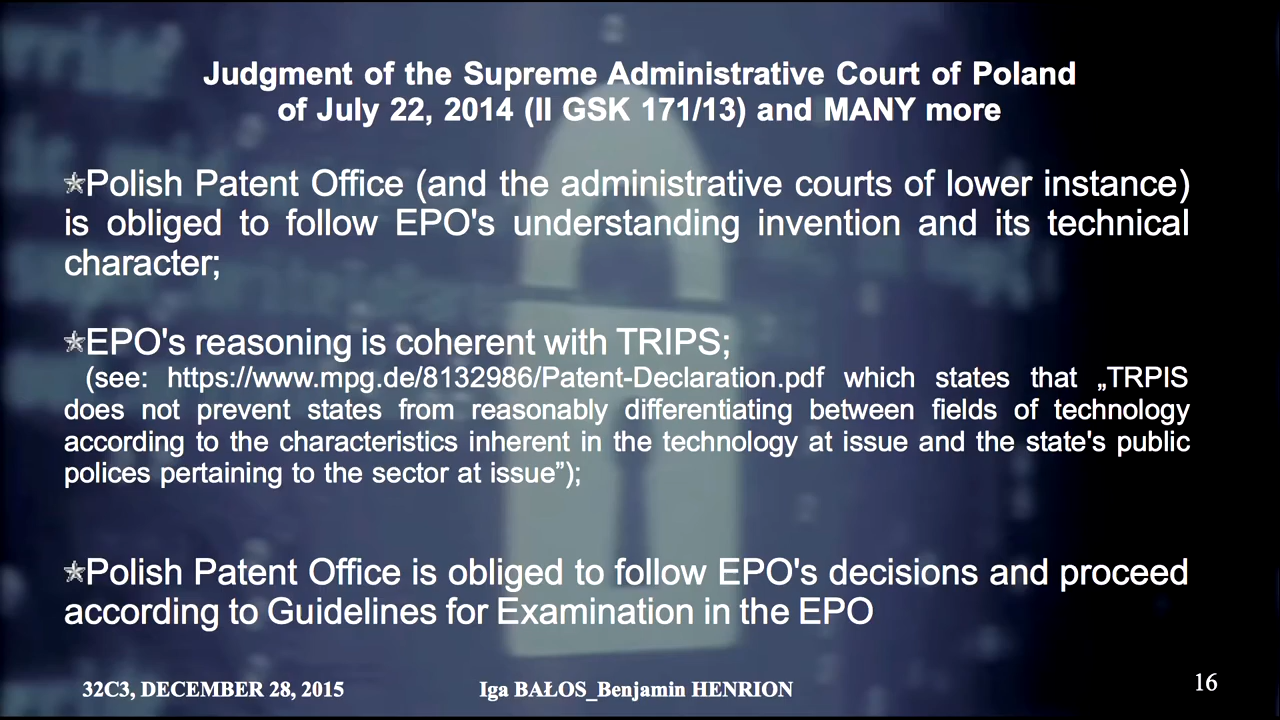 Judgment of the Supreme Administrative Court of Poland
of July 22, 2014 (II GSK 171/13) and MANY more
Polish Patent Office (and the administrative courts of lower instance)
is obliged to follow EPO's understanding invention and its technical
character;
EPO's reasoning is coherent with TRIPS;
(see: https://www.mpg.de/8132986/Patent-Declaration.pdf which states that „TRPIS
does not prevent states from reasonably differentiating between fields of technology
according to the characteristics inherent in the technology at issue and the state's public
polices pertaining to the sector at issue”);
Polish Patent Office is obliged to follow EPO's decisions and proceed
according to Guidelines for Examination in the EPO
32C3, DECEMBER 28, 2015 Iga BAŁOS_Benjamin HENRION 16